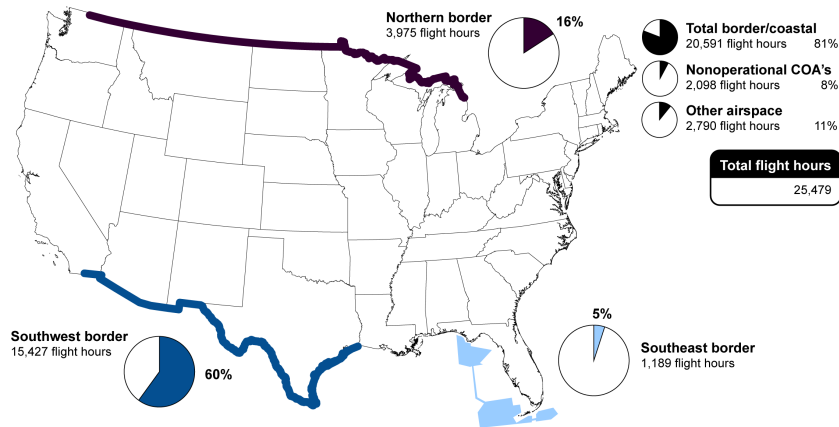 Northern border
3,975 flight hours
16%
Total border/coastal
20,591 flight hours 81%
Nonoperational COA's
2,098 flight hours 8%
Other airspace
2,790 flight hours 11%
Total flight hours
25,479
Southwest border
15,427 flight hours
60%
5%
Southeast border
1,189 flight hours